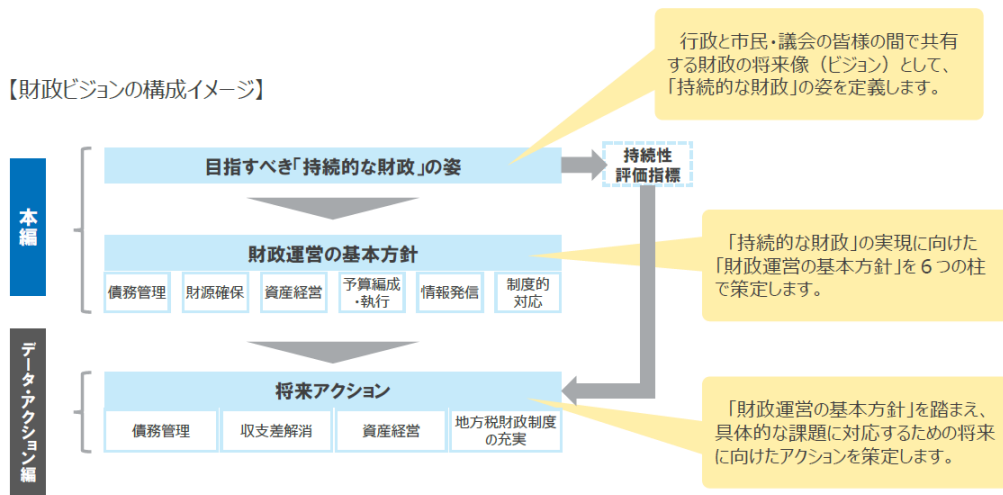 行政と市民・議会の皆様の間で共有
する財政の将来像（ビジョン）として、
「持続的な財政」の姿を定義します。
【財政ビジョンの構成イメージ】
本編
目指すべき「持続的な財政」の姿
持続性
評価指標
財政運営の基本方針
債務管理
財源確保
資産経営
予算編成
・執行
情報発信
制度的
対応
「持続的な財政」の実現に向けた
「財政運営の基本方針」を６つの柱
で策定します。
データ・アクション編
将来アクション
債務管理
収支差解消
資産経営
地方税財政制度
の充実
「財政運営の基本方針」を踏まえ、
具体的な課題に対応するための将来
に向けたアクションを策定します。